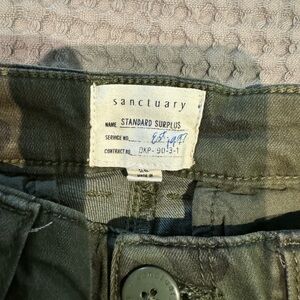 sanctuary
NAME STANDARD SURPLUS
SERVICE NO. Est. 1997
CONTRACT NO. DKP-90-3-1